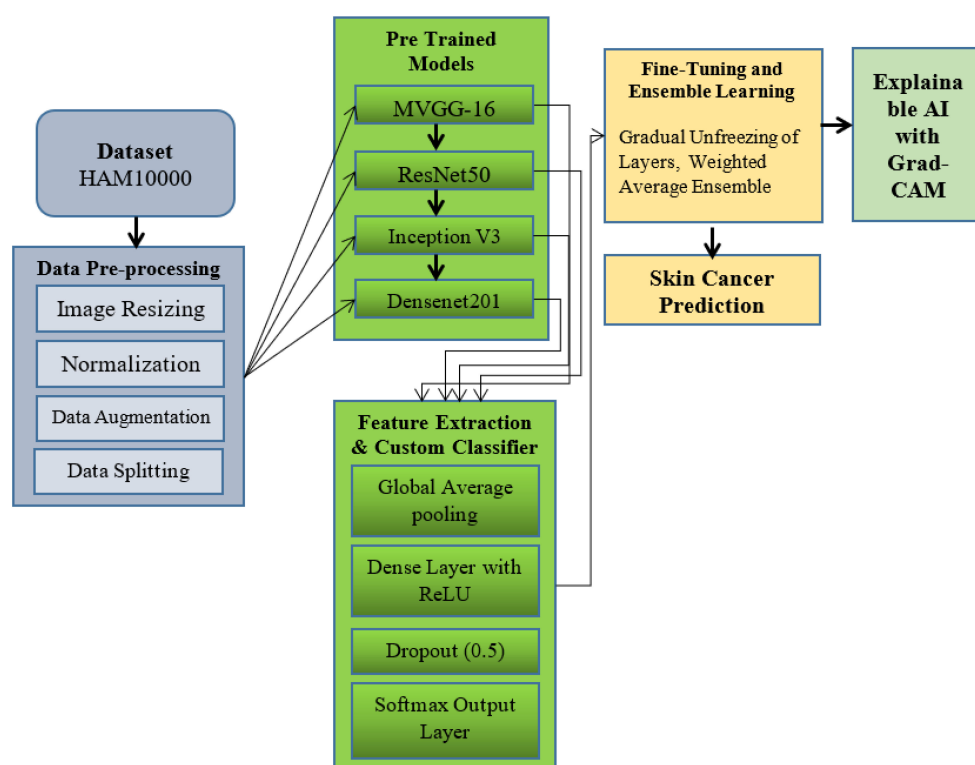 Dataset
HAM10000
Data Pre-processing
Image Resizing
Normalization
Data Augmentation
Data Splitting
Pre Trained
Models
MVGG-16
ResNet50
Inception V3
Densenet201
Feature Extraction
& Custom Classifier
Global Average
pooling
Dense Layer with
ReLU
Dropout (0.5)
Softmax Output
Layer
Fine-Tuning and
Ensemble Learning
Gradual Unfreezing of
Layers, Weighted
Average Ensemble
Skin Cancer
Prediction
Explaina
ble AI
with
Grad-
CAM